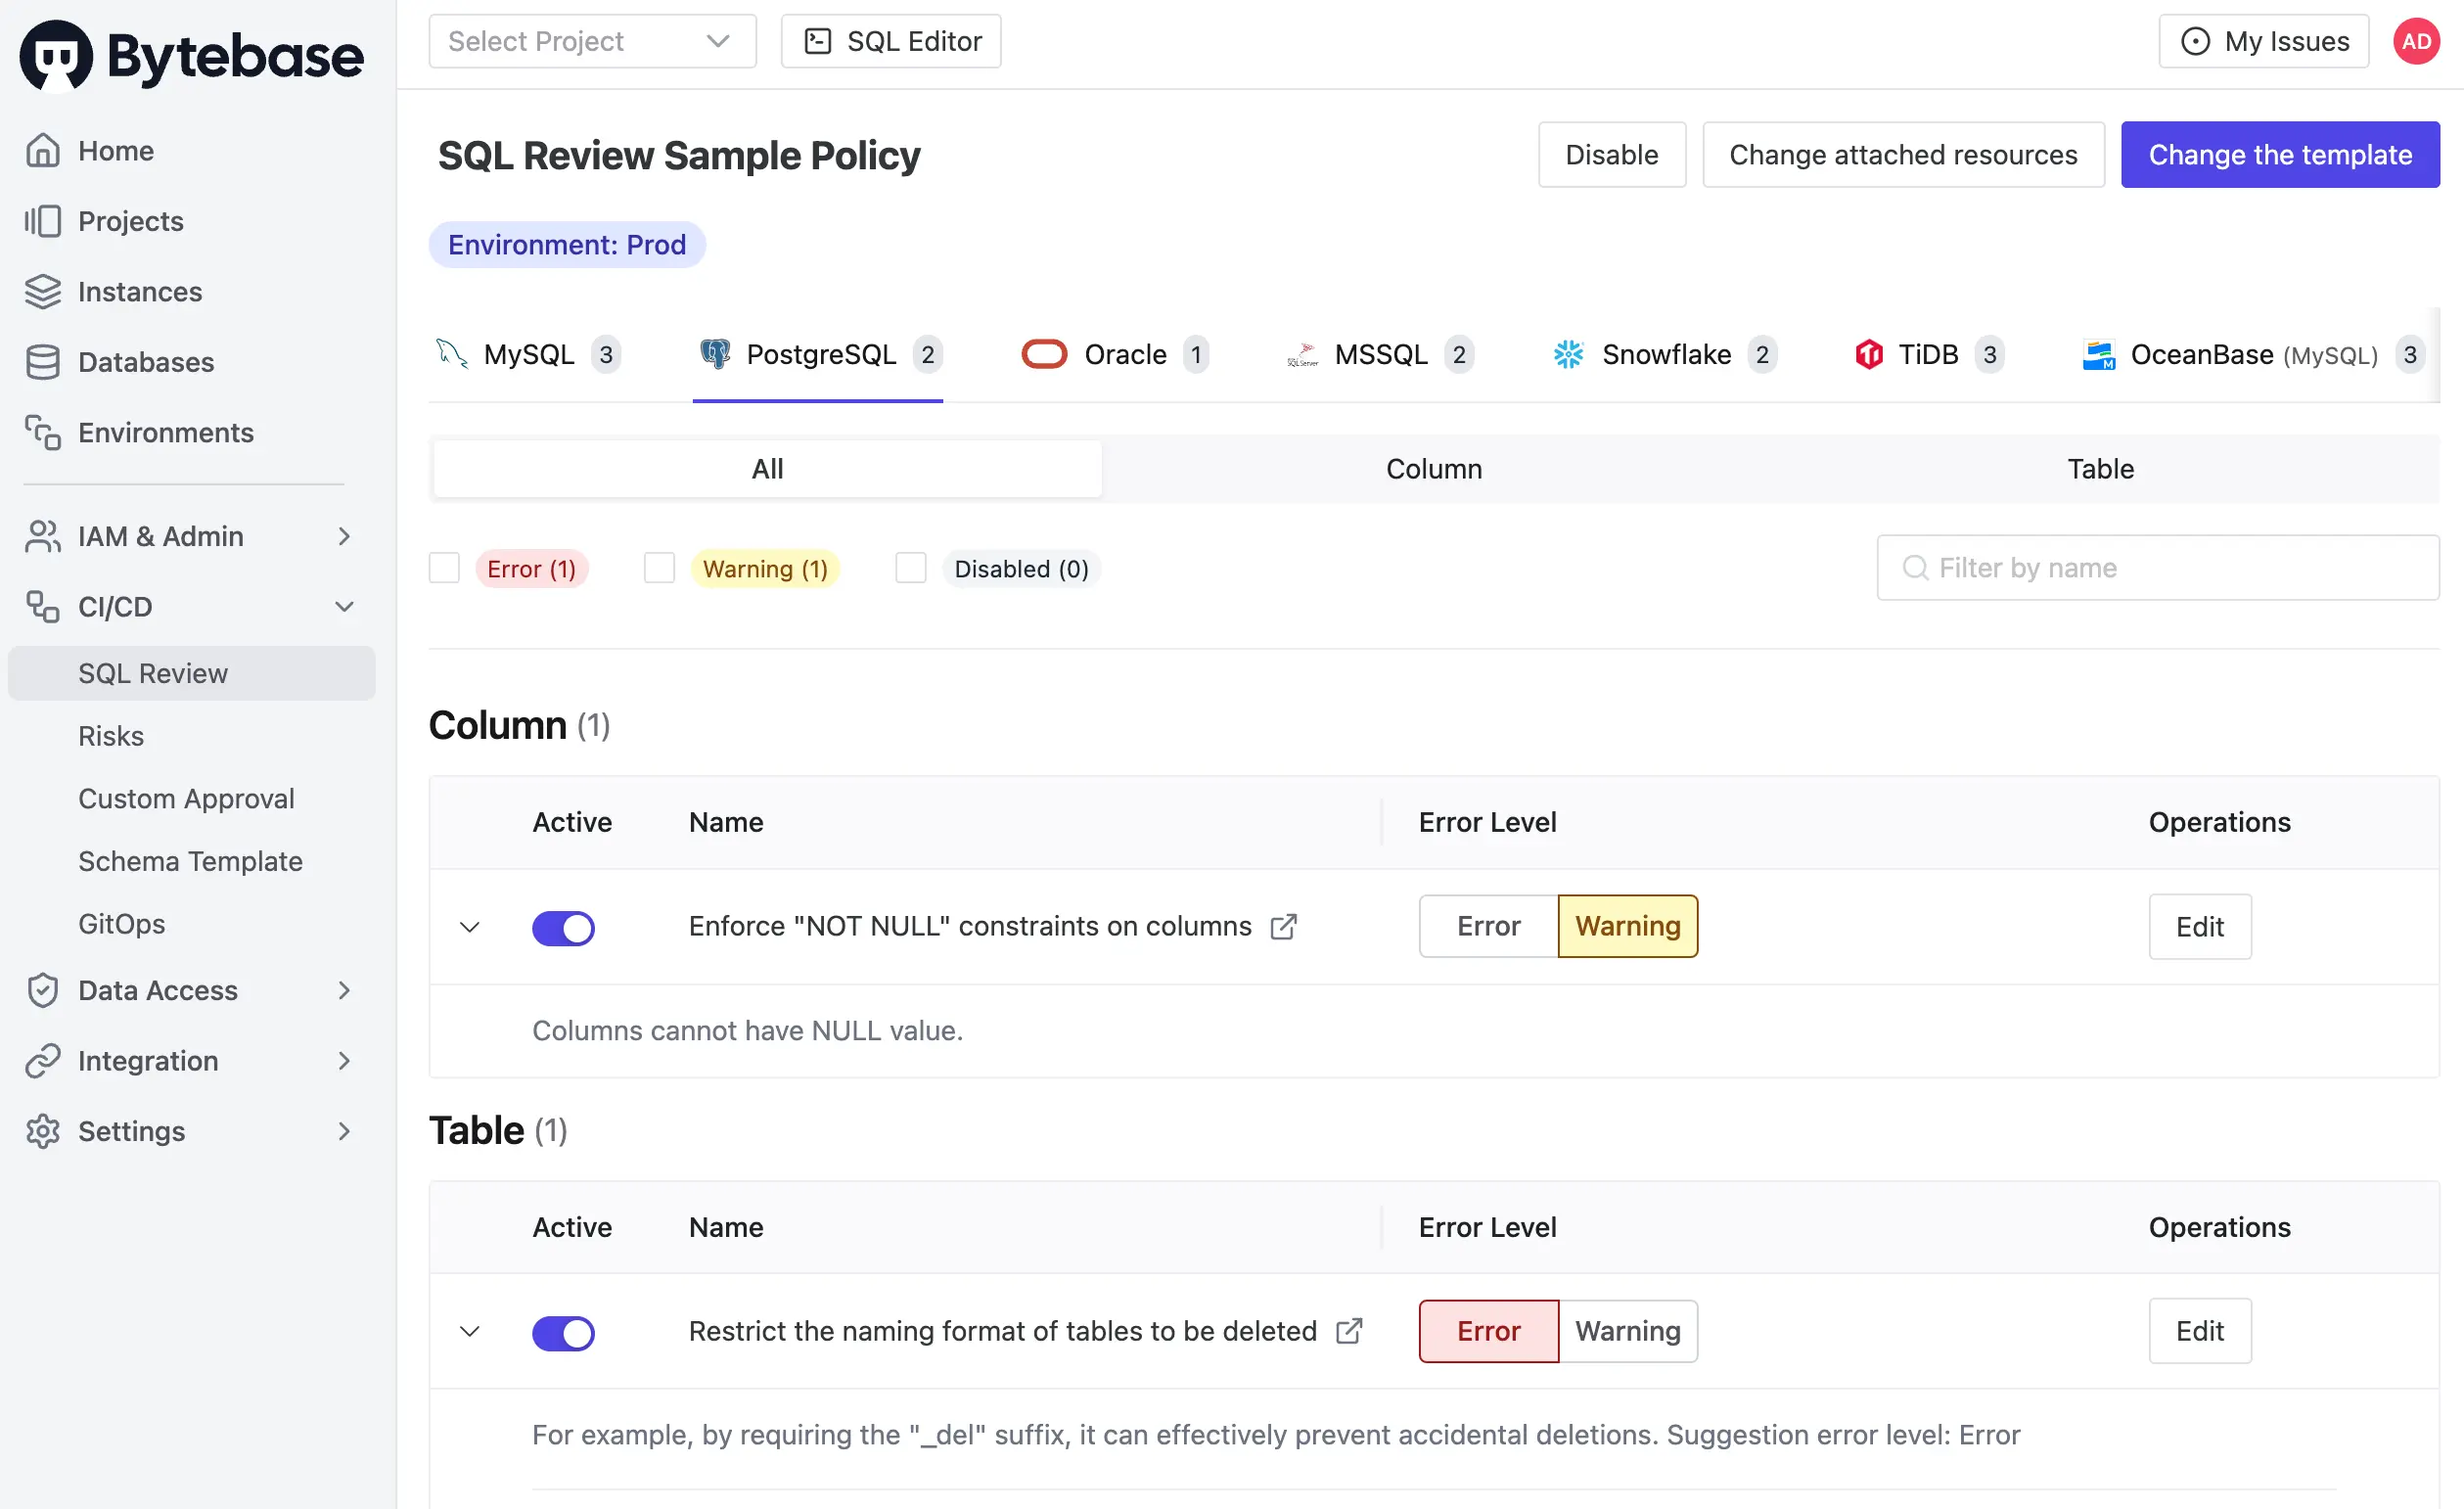 Bytebase
Select Project
SQL Editor
My Issues
AD
Home
Projects
Instances
Databases
Environments
IAM & Admin
CI/CD
SQL Review
Risks
Custom Approval
Schema Template
GitOps
Data Access
Integration
Settings
SQL Review Sample Policy
Disable
Change attached resources
Change the template
Environment: Prod
MySQL 3
PostgreSQL 2
Oracle 1
SQL Server
MSSQL 2
Snowflake 2
TiDB 3
M
OceanBase (MySQL) 3
All
Column
Table
Error (1)
Warning (1)
Disabled (0)
Filter by name
Column (1)
Active Name Error Level Operations
Enforce "NOT NULL" constraints on columns Error Warning Edit
Columns cannot have NULL value.
Table (1)
Active Name Error Level Operations
Restrict the naming format of tables to be deleted Error Warning Edit
For example, by requiring the "_del" suffix, it can effectively prevent accidental deletions. Suggestion error level: Error